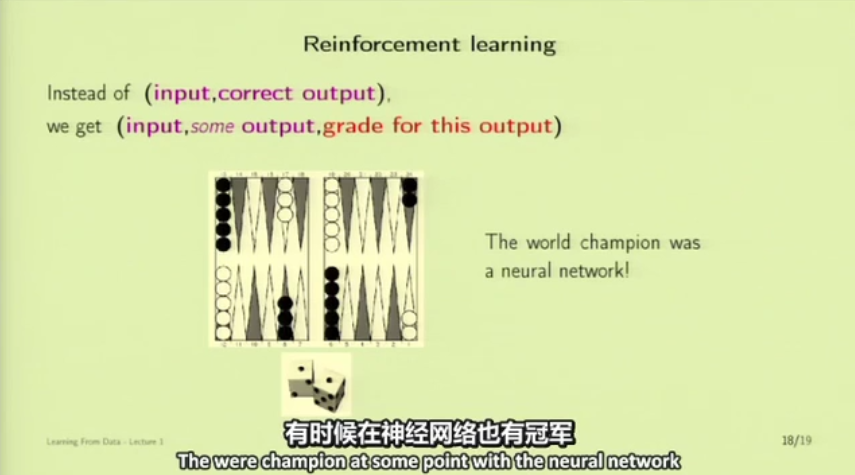 Reinforcement learning
Instead of (input,correct output),
we get (input,some output,grade for this output)
The world champion was
a neural network!
有时候在神经网络也有冠军
Learning From Data - Lecture 1
18/19
The were champion at some point with the neural network